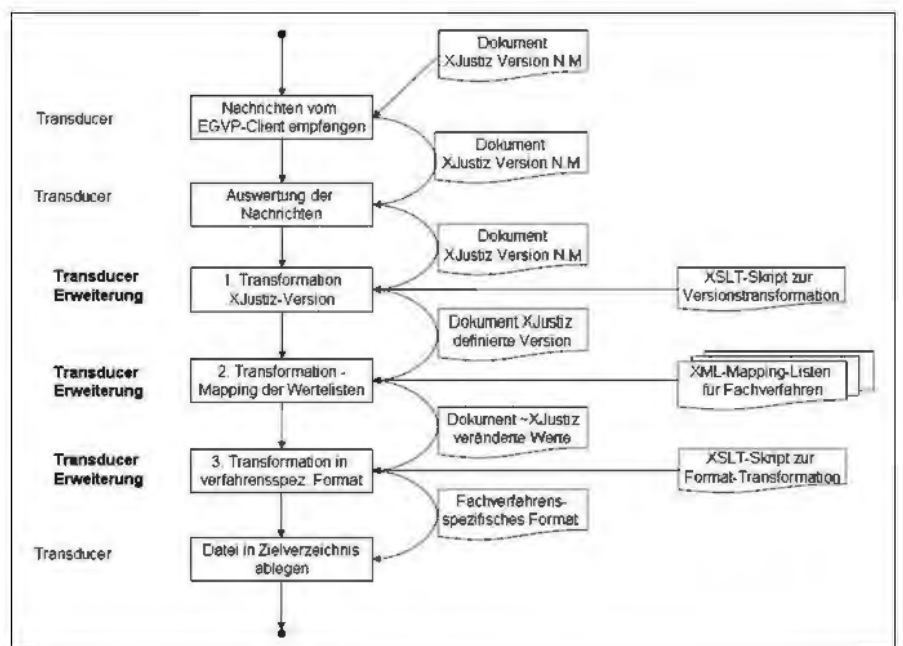 Dokument
XJustiz Version N.M
Transducer
Nachrichten vom
EGVP-Client empfangen
Dokument
XJustiz Version N.M
Transducer
Auswertung der
Nachrichten
Dokument
XJustiz Version N.M
Transducer
Erweiterung
1. Transformation
XJustiz-Version
XSLT-Skript zur
Versionstransformation
Dokument XJustiz
definierte Version
Transducer
Erweiterung
2. Transformation -
Mapping der Wertelisten
XML-Mapping-Listen
für Fachverfahren
Dokument ~XJustiz
veränderte Werte
Transducer
Erweiterung
3. Transformation in
verfahrensspez. Format
XSLT-Skript zur
Format-Transformation
Fachverfahrens-
spezifisches Format
Transducer
Datei in Zielverzeichnis
ablegen